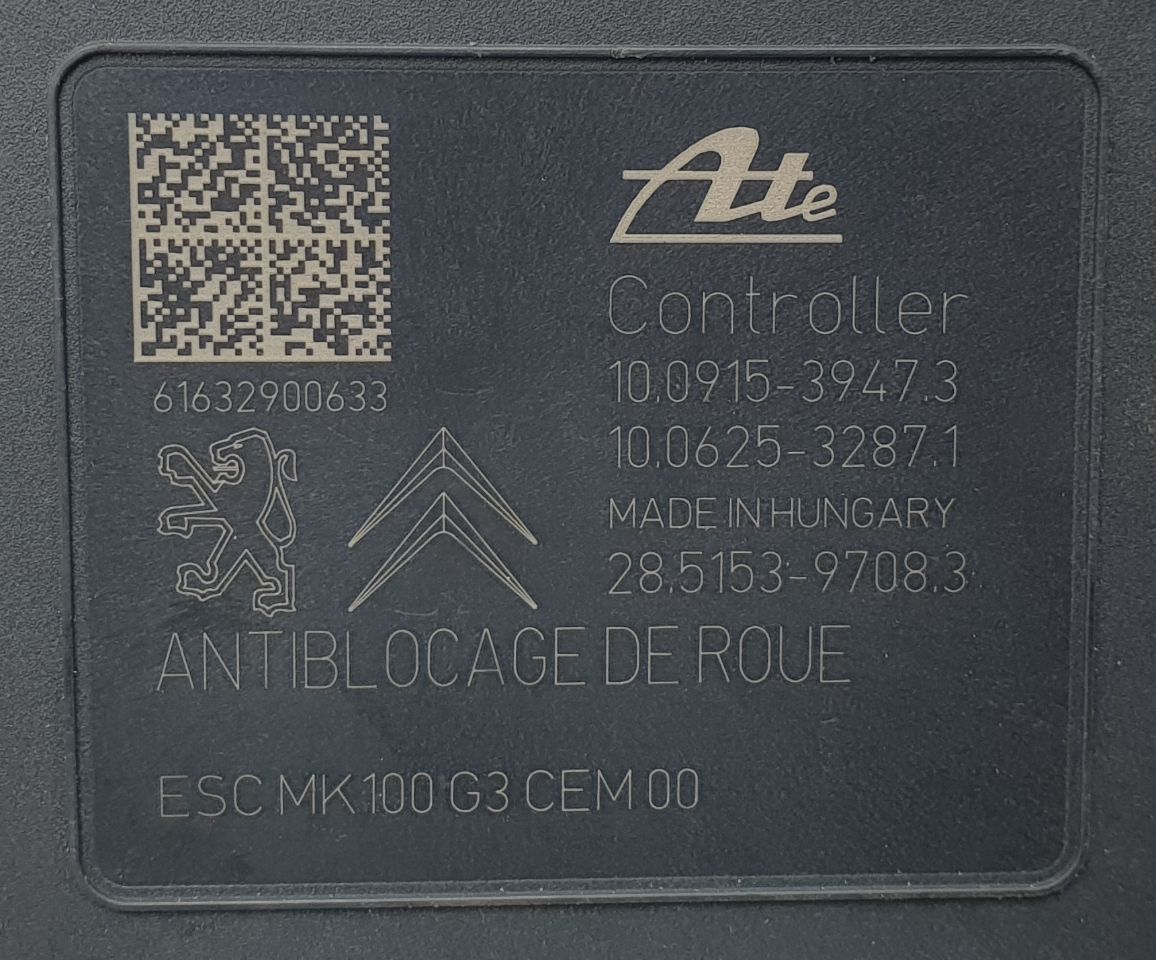 Ate
61632900633
Controller
10.0915-3947.3
10.0625-3287.1
MADE IN HUNGARY
28.5153-9708.3
ANTIBLOCAGE DE ROUE
ESC MK100 G3 CEM 00